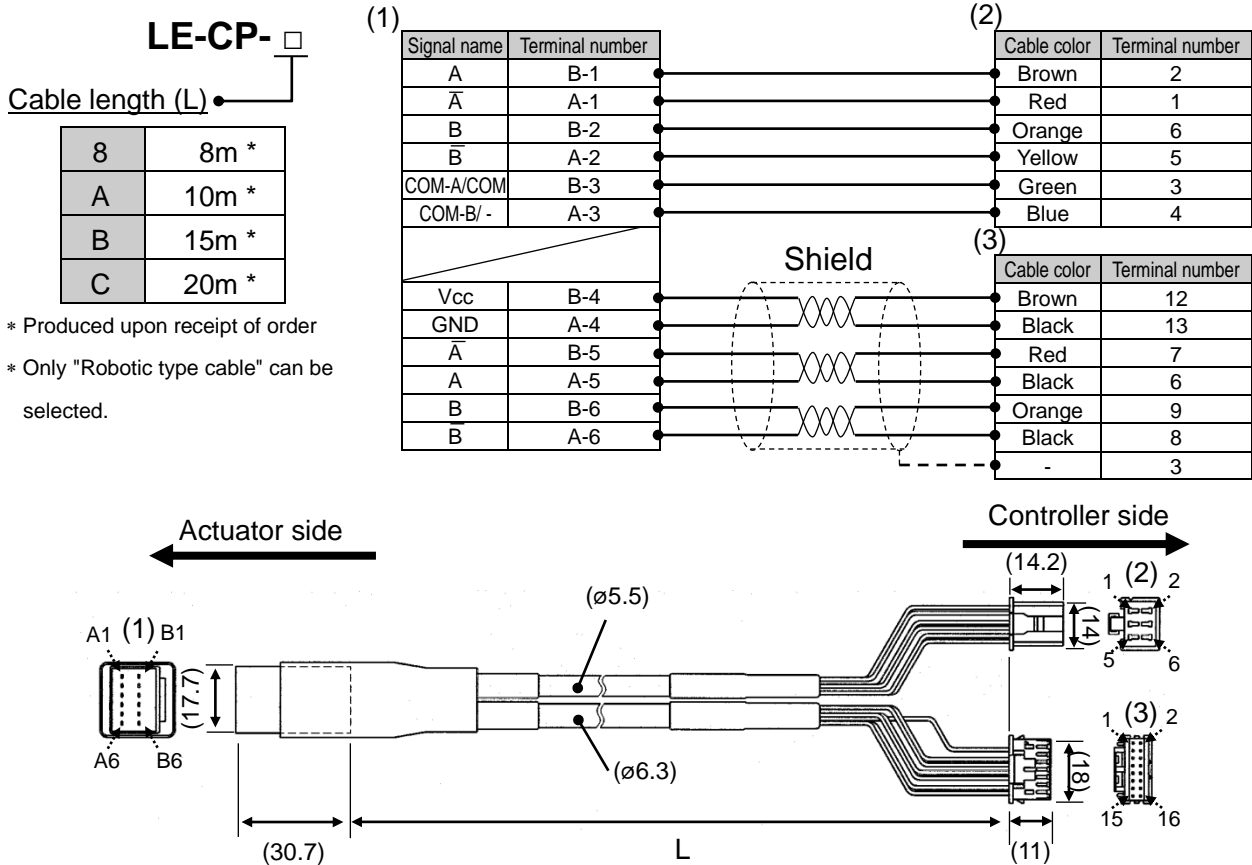 LE-CP- □
Cable length (L)
8 8m *
A 10m *
B 15m *
C 20m *
* Produced upon receipt of order
* Only "Robotic type cable" can be
selected.
(1)
Signal name Terminal number
A B-1
A̅ A-1
B B-2
B̅ A-2
COM-A/COM B-3
COM-B/ - A-3
Vcc B-4
GND A-4
A̅ B-5
A A-5
B B-6
B̅ A-6
Shield
(2)
Cable color Terminal number
Brown 2
Red 1
Orange 6
Yellow 5
Green 3
Blue 4
(3)
Cable color Terminal number
Brown 12
Black 13
Red 7
Black 6
Orange 9
Black 8
- 3
Actuator side
Controller side
A1 (1) B1
A6 B6
(17.7)
(30.7)
(ø5.5)
(ø6.3)
L
(14.2)
(14)
1 (2) 2
5 6
(18)
(11)
1 (3) 2
15 16